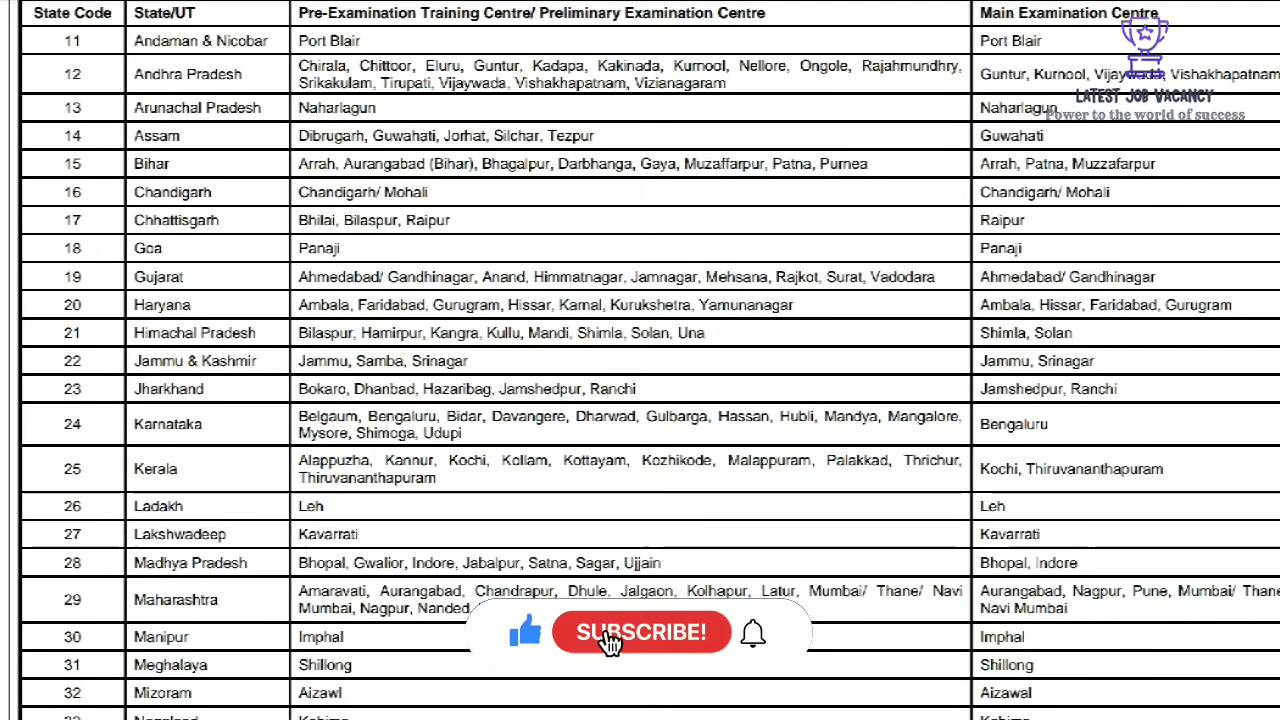 State Code State/UT Pre-Examination Training Centre/ Preliminary Examination Centre Main Examination Centre
11 Andaman & Nicobar Port Blair Port Blair
12 Andhra Pradesh Chirala, Chittoor, Eluru, Guntur, Kadapa, Kakinada, Kurnool, Nellore, Ongole, Rajahmundhry, Srikakulam, Tirupati, Vijaywada, Vishakhapatnam, Vizianagaram Guntur, Kurnool, Vijaywada, Vishakhapatnam
13 Arunachal Pradesh Naharlagun Naharlagun
LATEST JOB VACANCY
Power to the world of success
14 Assam Dibrugarh, Guwahati, Jorhat, Silchar, Tezpur Guwahati
15 Bihar Arrah, Aurangabad (Bihar), Bhagalpur, Darbhanga, Gaya, Muzaffarpur, Patna, Purnea Arrah, Patna, Muzzafarpur
16 Chandigarh Chandigarh/ Mohali Chandigarh/ Mohali
17 Chhattisgarh Bhilai, Bilaspur, Raipur Raipur
18 Goa Panaji Panaji
19 Gujarat Ahmedabad/ Gandhinagar, Anand, Himmatnagar, Jamnagar, Mehsana, Rajkot, Surat, Vadodara Ahmedabad/ Gandhinagar
20 Haryana Ambala, Faridabad, Gurugram, Hissar, Karnal, Kurukshetra, Yamunanagar Ambala, Hissar, Faridabad, Gurugram
21 Himachal Pradesh Bilaspur, Hamirpur, Kangra, Kullu, Mandi, Shimla, Solan, Una Shimla, Solan
22 Jammu & Kashmir Jammu, Samba, Srinagar Jammu, Srinagar
23 Jharkhand Bokaro, Dhanbad, Hazaribag, Jamshedpur, Ranchi Jamshedpur, Ranchi
24 Karnataka Belgaum, Bengaluru, Bidar, Davangere, Dharwad, Gulbarga, Hassan, Hubli, Mandya, Mangalore, Mysore, Shimoga, Udupi Bengaluru
25 Kerala Alappuzha, Kannur, Kochi, Kollam, Kottayam, Kozhikode, Malappuram, Palakkad, Thrichur, Thiruvananthapuram Kochi, Thiruvananthapuram
26 Ladakh Leh Leh
27 Lakshwadeep Kavarrati Kavarrati
28 Madhya Pradesh Bhopal, Gwalior, Indore, Jabalpur, Satna, Sagar, Ujjain Bhopal, Indore
29 Maharashtra Amaravati, Aurangabad, Chandrapur, Dhule, Jalgaon, Kolhapur, Latur, Mumbai/ Thane/ Navi Mumbai, Nagpur, Nanded Aurangabad, Nagpur, Pune, Mumbai/ Thane Navi Mumbai
SUBSCRIBE!
30 Manipur Imphal Imphal
31 Meghalaya Shillong Shillong
32 Mizoram Aizawl Aizawal